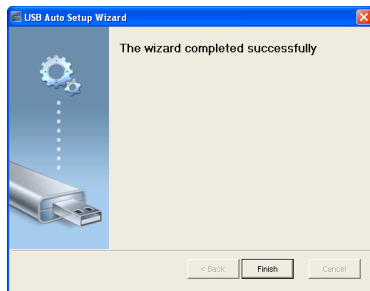 USB Auto Setup Wizard
The wizard completed successfully
< Back
Finish
Cancel